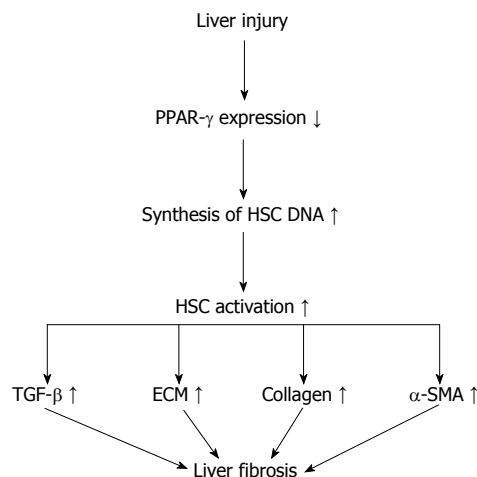 Liver injury
PPAR-γ expression ↓
Synthesis of HSC DNA ↑
HSC activation ↑
TGF-β ↑ ECM ↑ Collagen ↑ α-SMA ↑
Liver fibrosis